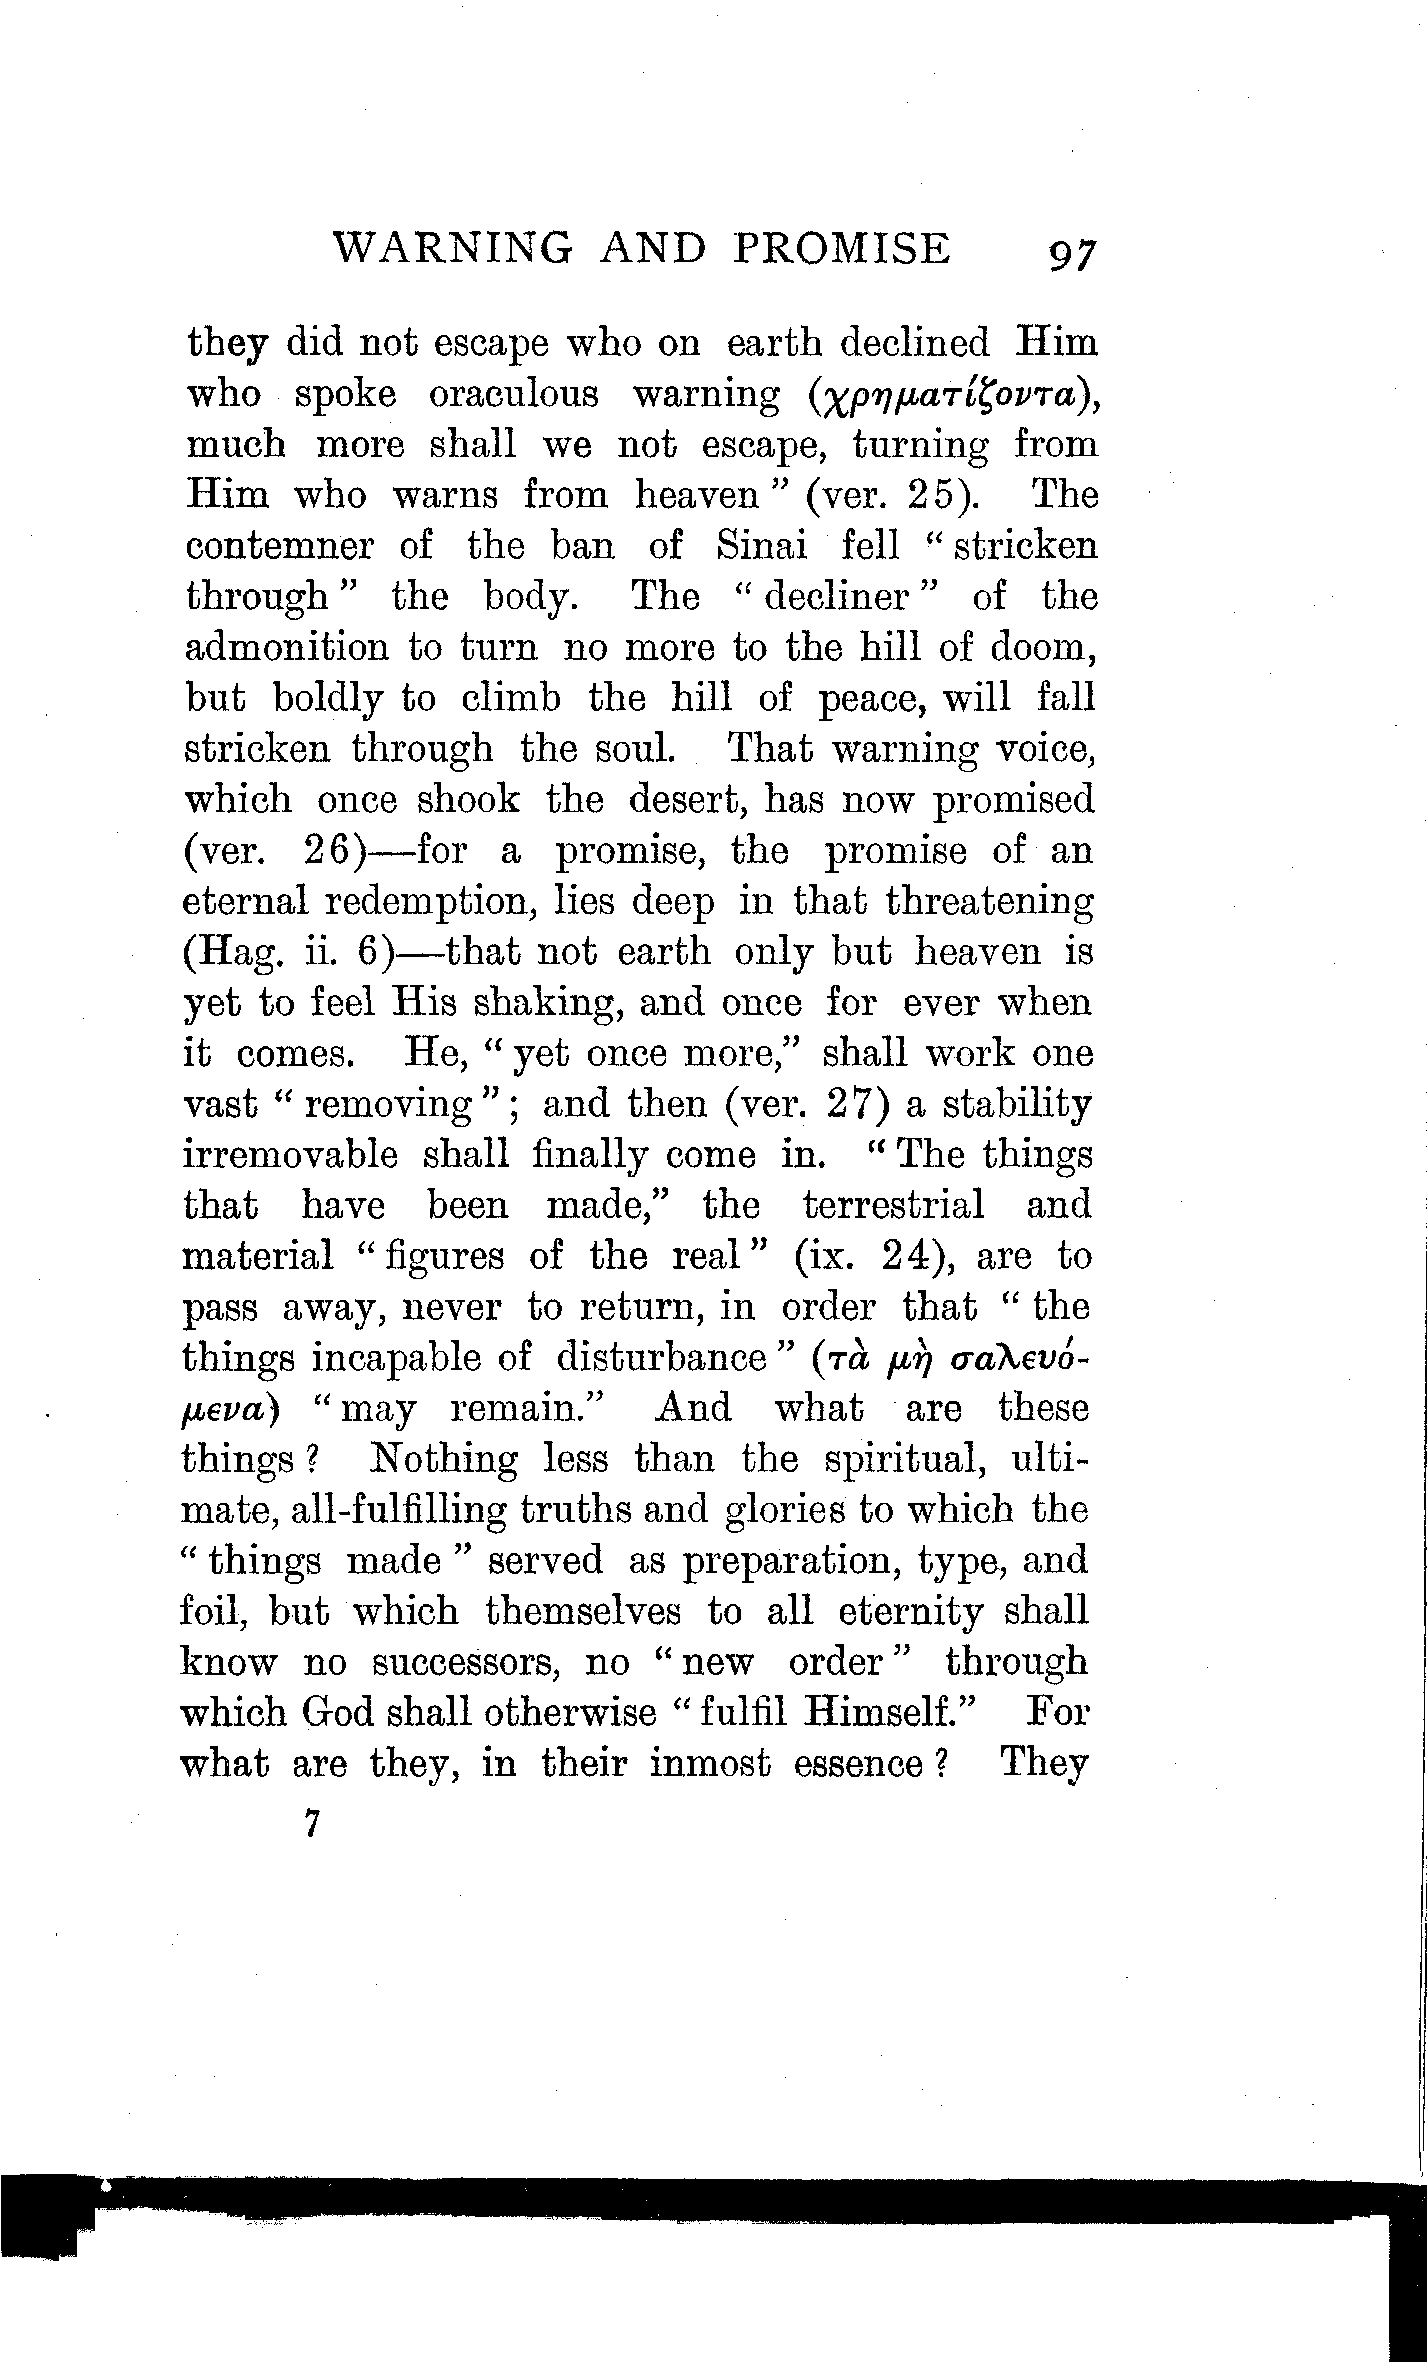 WARNING AND PROMISE 97
they did not escape who on earth declined Him
who spoke oraculous warning (χρηματίζοντα),
much more shall we not escape, turning from
Him who warns from heaven” (ver. 25). The
contemner of the ban of Sinai fell “stricken
through” the body. The “decliner” of the
admonition to turn no more to the hill of doom,
but boldly to climb the hill of peace, will fall
stricken through the soul. That warning voice,
which once shook the desert, has now promised
(ver. 26)—for a promise, the promise of an
eternal redemption, lies deep in that threatening
(Hag. ii. 6)—that not earth only but heaven is
yet to feel His shaking, and once for ever when
it comes. He, “yet once more,” shall work one
vast “removing”; and then (ver. 27) a stability
irremovable shall finally come in. “The things
that have been made,” the terrestrial and
material “figures of the real” (ix. 24), are to
pass away, never to return, in order that “the
things incapable of disturbance” (τὰ μὴ σαλευό-
μενα) “may remain.” And what are these
things? Nothing less than the spiritual, ulti-
mate, all-fulfilling truths and glories to which the
“things made” served as preparation, type, and
foil, but which themselves to all eternity shall
know no successors, no “new order” through
which God shall otherwise “fulfil Himself.” For
what are they, in their inmost essence? They
7